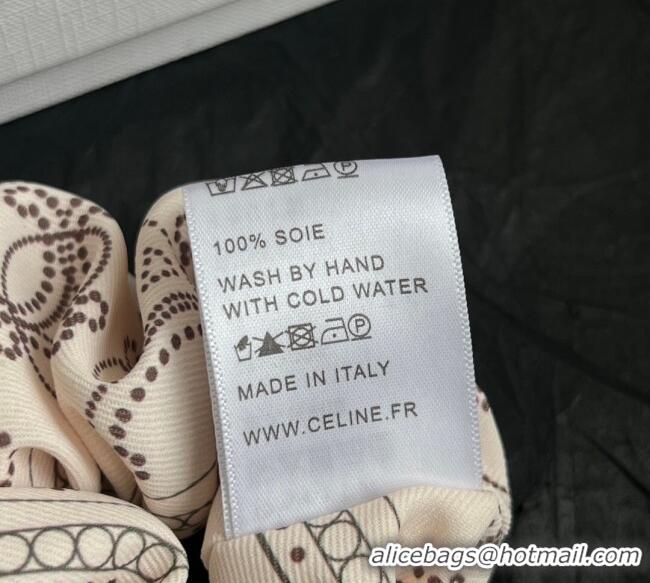 100% SOIE
WASH BY HAND
WITH COLD WATER
MADE IN ITALY
WWW.CELINE.FR
alicebags@hotmail.com